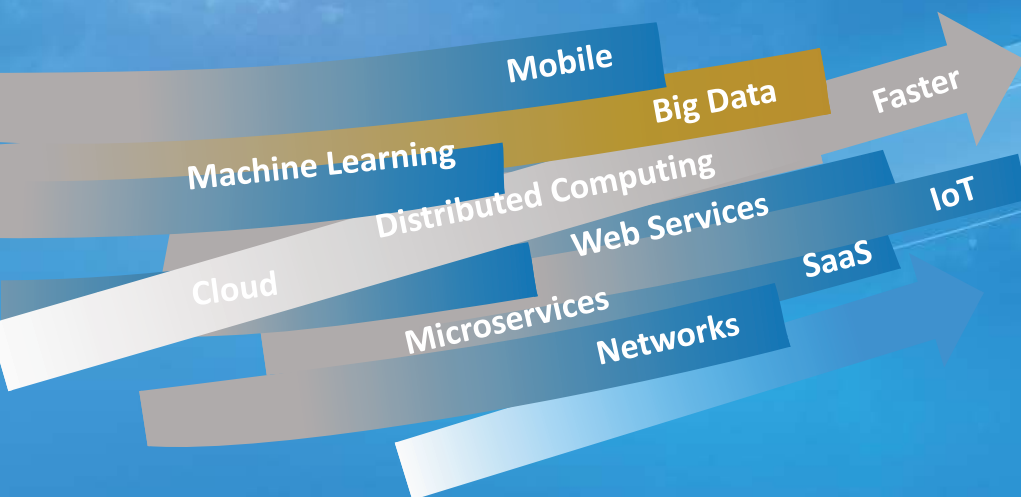 Mobile
Big Data
Faster
Machine Learning
Distributed Computing
Web Services
IoT
Cloud
SaaS
Microservices
Networks